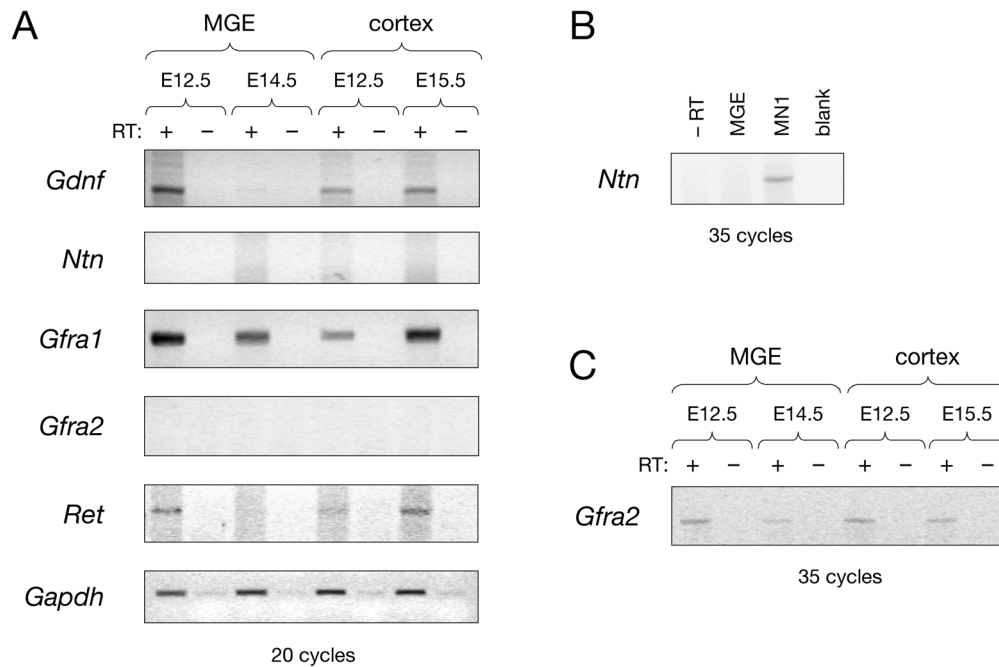 A
MGE cortex
E12.5 E14.5 E12.5 E15.5
RT: + – + – + – + –
Gdnf
Ntn
Gfra1
Gfra2
Ret
Gapdh
20 cycles
B
– RT MGE MN1 blank
Ntn
35 cycles
C
MGE cortex
E12.5 E14.5 E12.5 E15.5
RT: + – + – + – + –
Gfra2
35 cycles